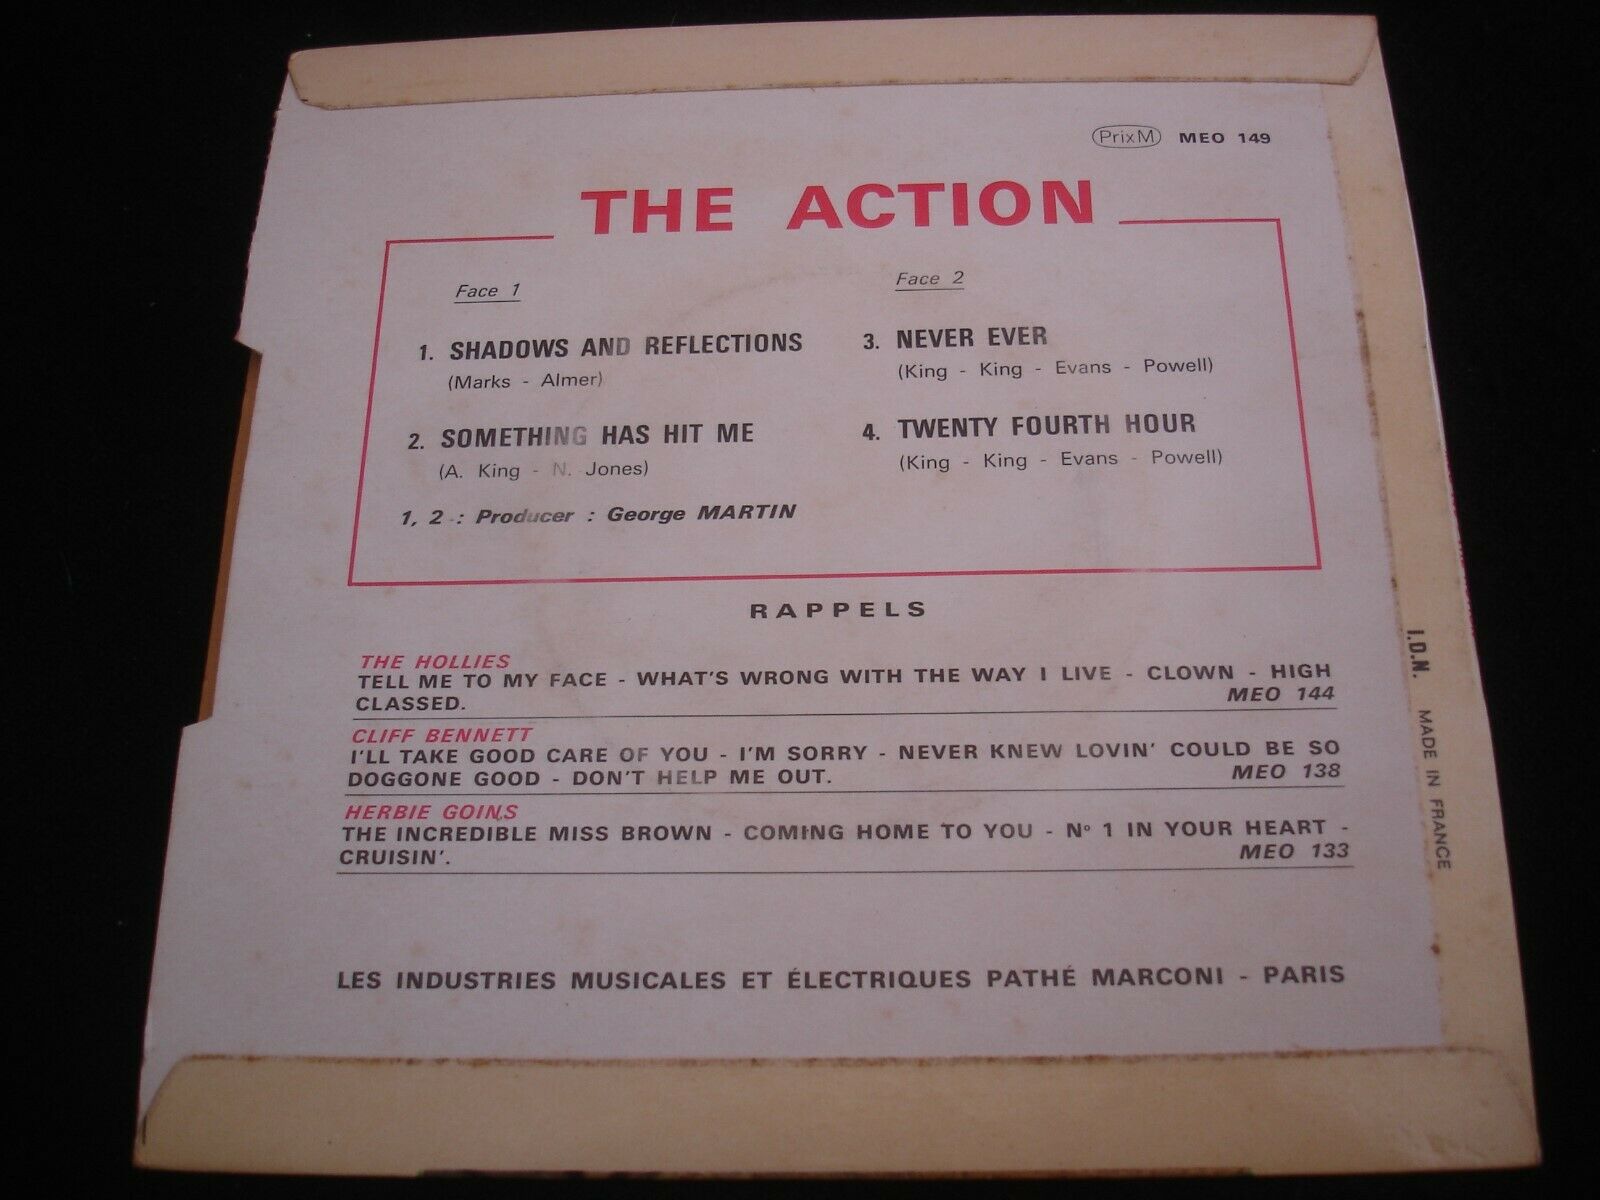 PrixM MEO 149
THE ACTION
Face 1
1. SHADOWS AND REFLECTIONS
(Marks - Almer)
2. SOMETHING HAS HIT ME
(A. King - N. Jones)
1, 2 : Producer : George MARTIN
Face 2
3. NEVER EVER
(King - King - Evans - Powell)
4. TWENTY FOURTH HOUR
(King - King - Evans - Powell)
RAPPELS
THE HOLLIES
TELL ME TO MY FACE - WHAT'S WRONG WITH THE WAY I LIVE - CLOWN - HIGH
CLASSED. MEO 144
CLIFF BENNETT
I'LL TAKE GOOD CARE OF YOU - I'M SORRY - NEVER KNEW LOVIN' COULD BE SO
DOGGONE GOOD - DON'T HELP ME OUT. MEO 138
HERBIE GOINS
THE INCREDIBLE MISS BROWN - COMING HOME TO YOU - Nº 1 IN YOUR HEART -
CRUISIN'. MEO 133
LES INDUSTRIES MUSICALES ET ÉLECTRIQUES PATHÉ MARCONI - PARIS
I.D.N. MADE IN FRANCE